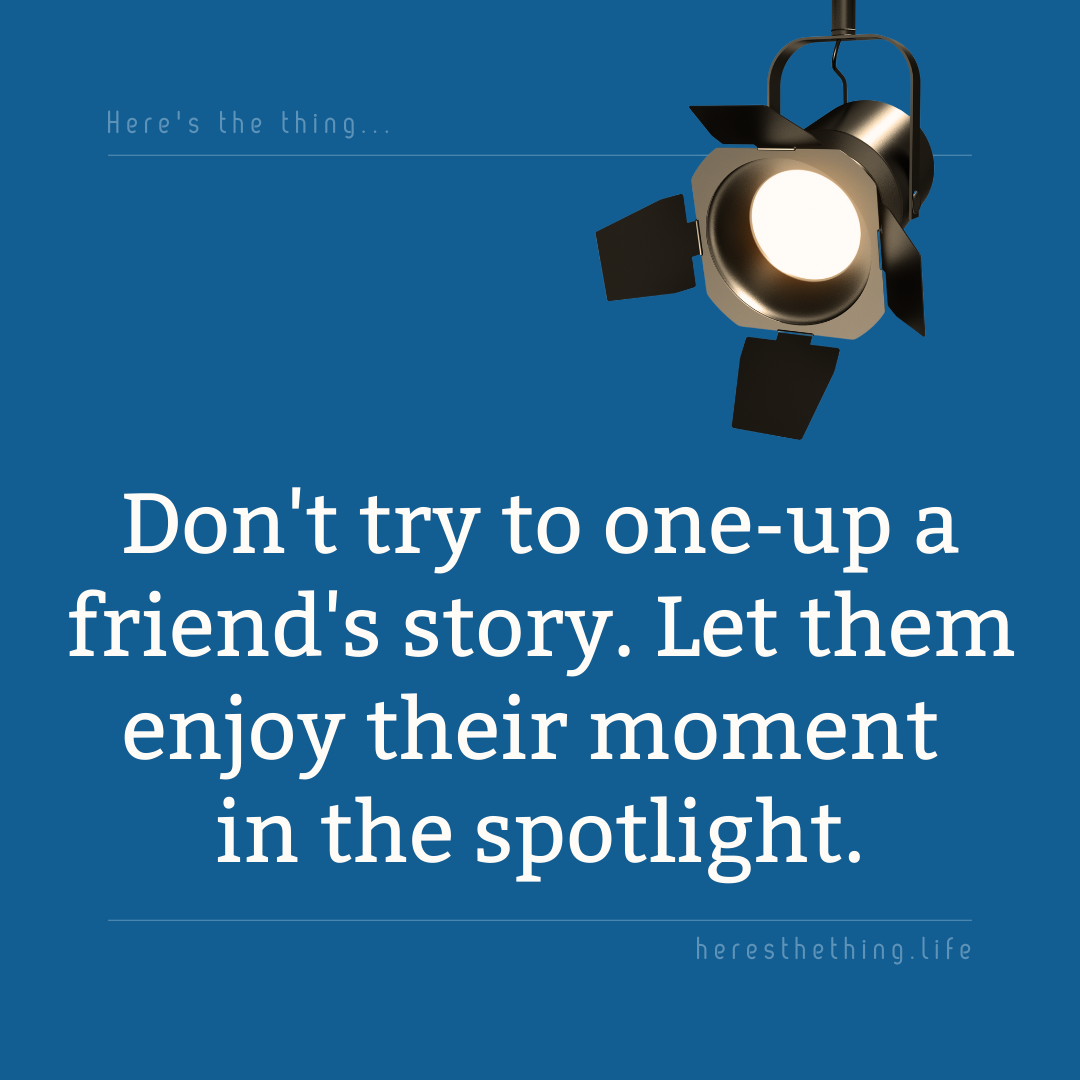 Here's the thing...
Don't try to one-up a
friend's story. Let them
enjoy their moment
in the spotlight.
heresthething.life